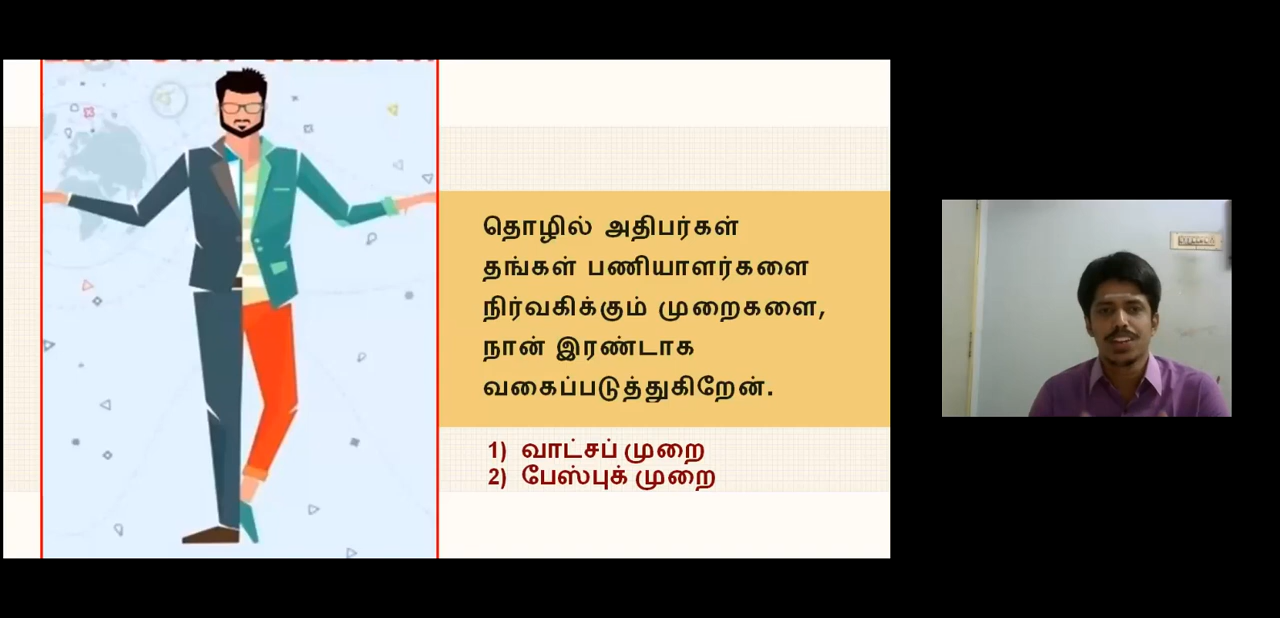 தொழில் அதிபர்கள்
தங்கள் பணியாளர்களை
நிர்வகிக்கும் முறைகளை,
நான் இரண்டாக
வகைப்படுத்துகிறேன்.
1) வாட்சப் முறை
2) பேஸ்புக் முறை